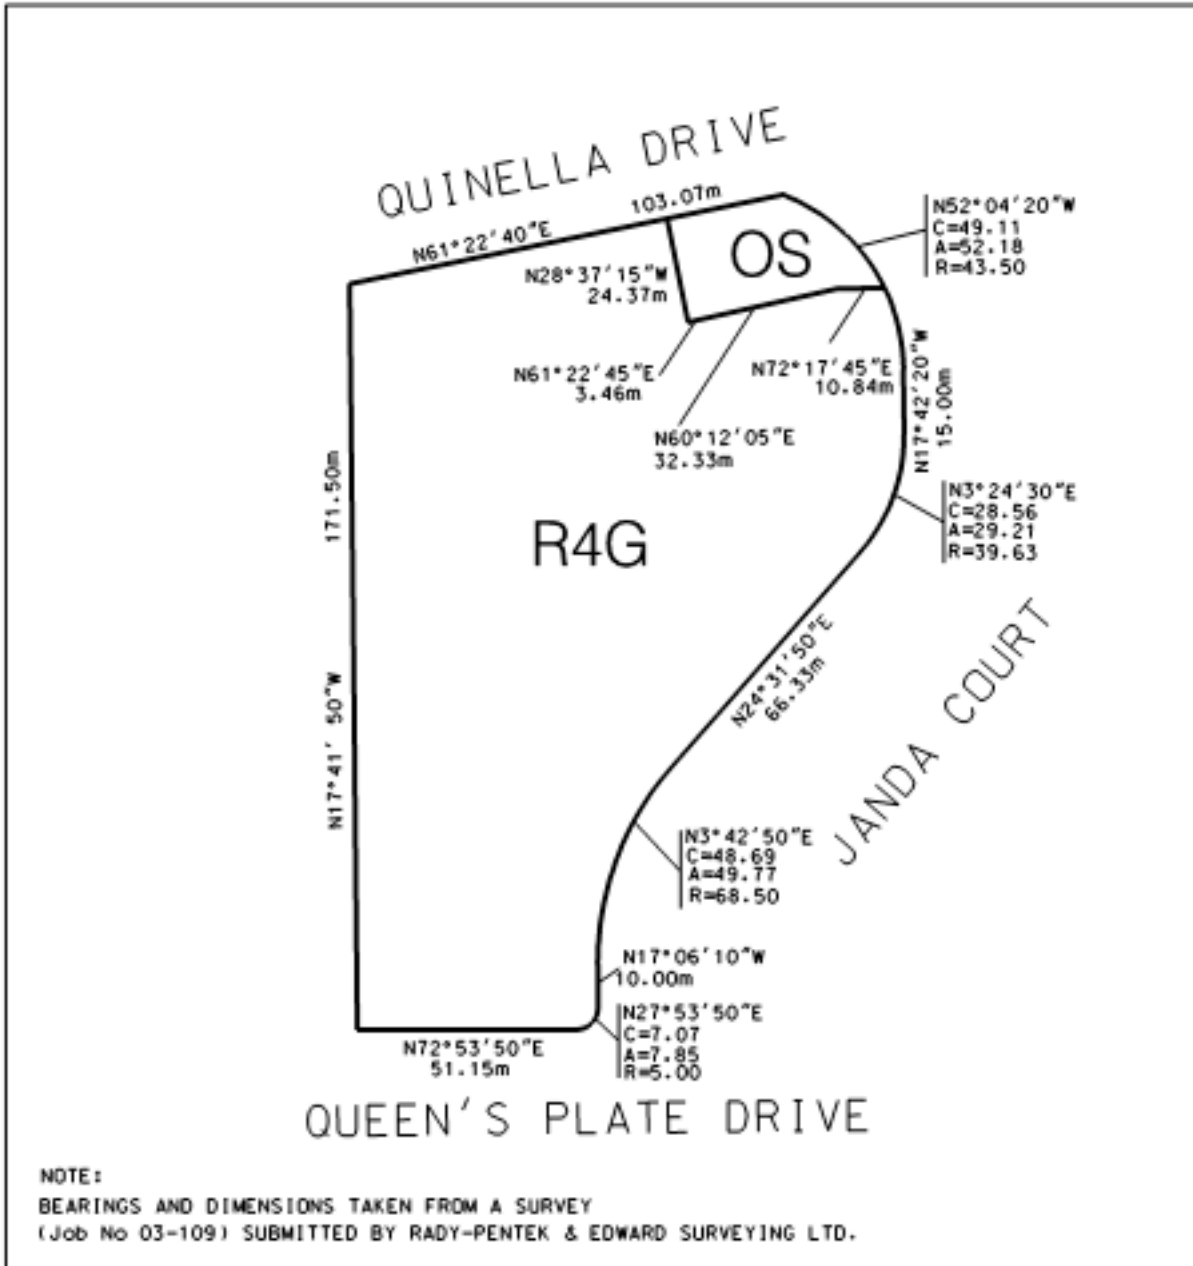 QUINELLA DRIVE
103.07m
N61°22'40"E
N52°04'20"W
C=49.11
A=52.18
R=43.50
OS
N28°37'15"W
24.37m
N61°22'45"E
3.46m
N72°17'45"E
10.84m
N60°12'05"E
32.33m
N17°42'20"W
15.00m
N3°24'30"E
C=28.56
A=29.21
R=39.63
171.50m
R4G
N24°31'50"E
66.33m
JANDA COURT
N17°41' 50"W
N3°42'50"E
C=48.69
A=49.77
R=68.50
N17°06'10"W
10.00m
N27°53'50"E
C=7.07
A=7.85
R=5.00
N72°53'50"E
51.15m
QUEEN'S PLATE DRIVE
NOTE:
BEARINGS AND DIMENSIONS TAKEN FROM A SURVEY
(Job No 03-109) SUBMITTED BY RADY-PENTEK & EDWARD SURVEYING LTD.